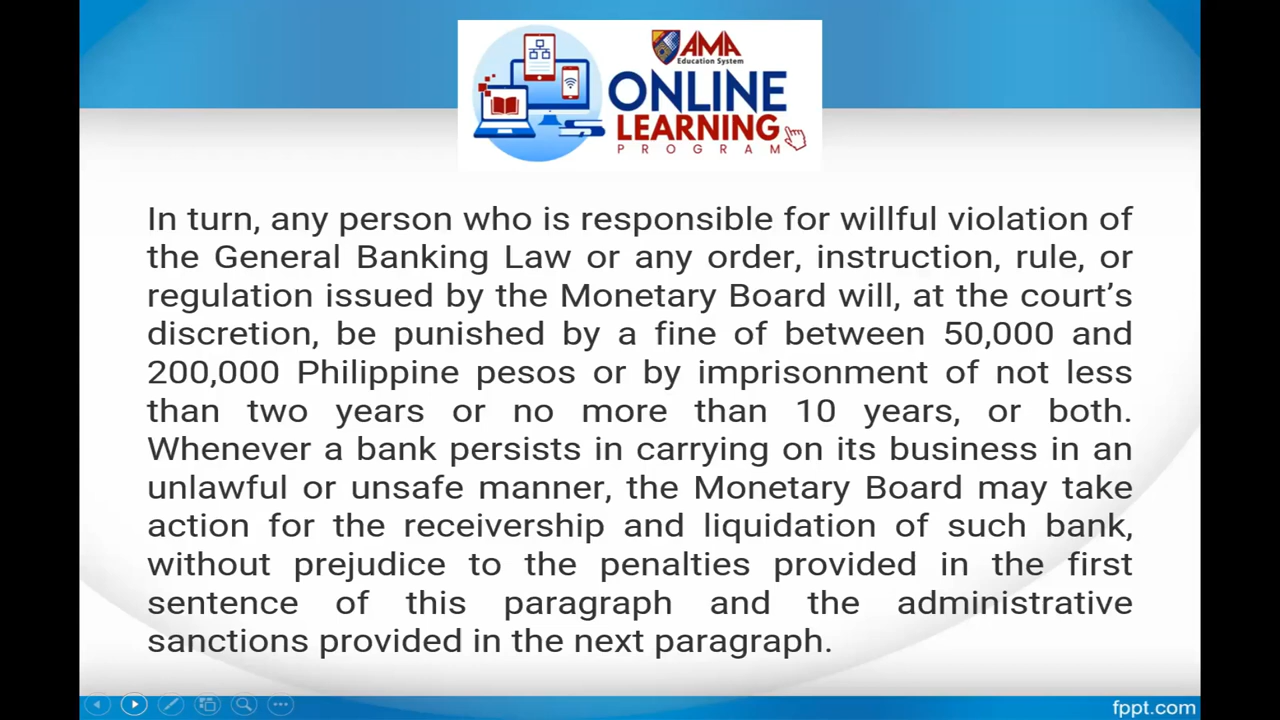 AMA
Education System
ONLINE
LEARNING
PROGRAM
In turn, any person who is responsible for willful violation of
the General Banking Law or any order, instruction, rule, or
regulation issued by the Monetary Board will, at the court’s
discretion, be punished by a fine of between 50,000 and
200,000 Philippine pesos or by imprisonment of not less
than two years or no more than 10 years, or both.
Whenever a bank persists in carrying on its business in an
unlawful or unsafe manner, the Monetary Board may take
action for the receivership and liquidation of such bank,
without prejudice to the penalties provided in the first
sentence of this paragraph and the administrative
sanctions provided in the next paragraph.
fppt.com